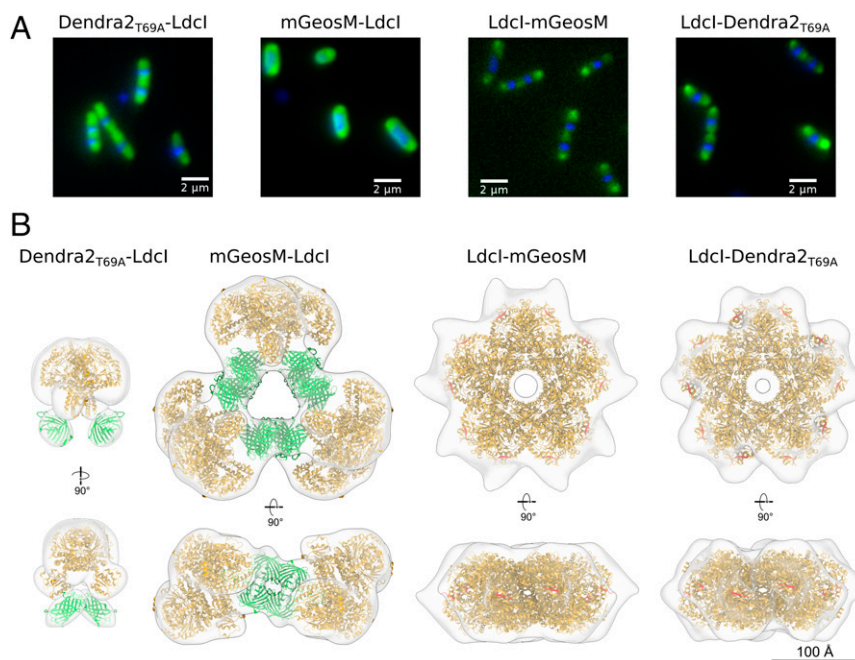 A
Dendra2T69A-LdcI mGeosM-LdcI LdcI-mGeosM LdcI-Dendra2T69A
2 µm 2 µm 2 µm 2 µm
B
Dendra2T69A-LdcI mGeosM-LdcI LdcI-mGeosM LdcI-Dendra2T69A
90° 90° 90° 90°
100 Å